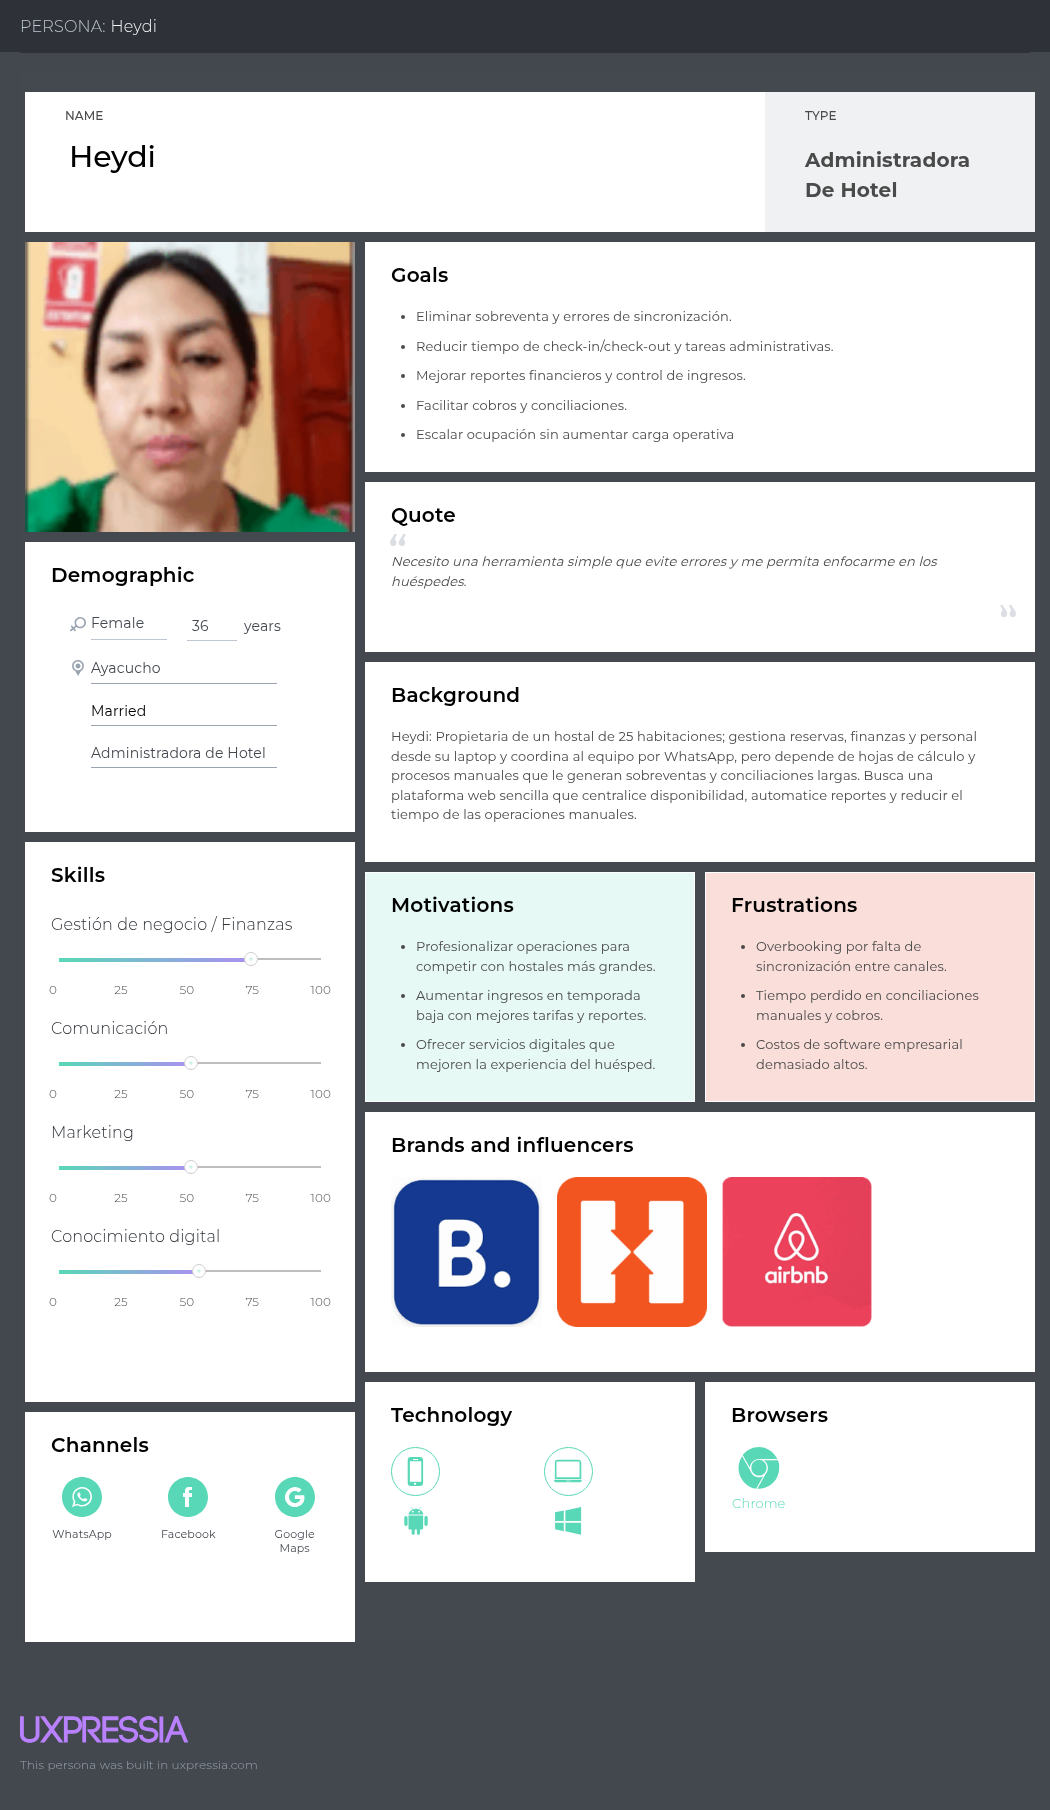 PERSONA: Heydi
NAME
Heydi
TYPE
Administradora
De Hotel
Goals
Eliminar sobreventa y errores de sincronización.
Reducir tiempo de check-in/check-out y tareas administrativas.
Mejorar reportes financieros y control de ingresos.
Facilitar cobros y conciliaciones.
Escalar ocupación sin aumentar carga operativa
Quote
“
Necesito una herramienta simple que evite errores y me permita enfocarme en los
huéspedes.
”
Demographic
Female
36 years
Ayacucho
Married
Administradora de Hotel
Background
Heydi: Propietaria de un hostal de 25 habitaciones; gestiona reservas, finanzas y personal
desde su laptop y coordina al equipo por WhatsApp, pero depende de hojas de cálculo y
procesos manuales que le generan sobreventas y conciliaciones largas. Busca una
plataforma web sencilla que centralice disponibilidad, automatice reportes y reducir el
tiempo de las operaciones manuales.
Skills
Gestión de negocio / Finanzas
0 25 50 75 100
Comunicación
0 25 50 75 100
Marketing
0 25 50 75 100
Conocimiento digital
0 25 50 75 100
Motivations
Profesionalizar operaciones para
competir con hostales más grandes.
Aumentar ingresos en temporada
baja con mejores tarifas y reportes.
Ofrecer servicios digitales que
mejoren la experiencia del huésped.
Frustrations
Overbooking por falta de
sincronización entre canales.
Tiempo perdido en conciliaciones
manuales y cobros.
Costos de software empresarial
demasiado altos.
Brands and influencers
B.
H
airbnb
Channels
WhatsApp
Facebook
Google
Maps
Technology
Browsers
Chrome
UXPRESSIA
This persona was built in uxpressia.com